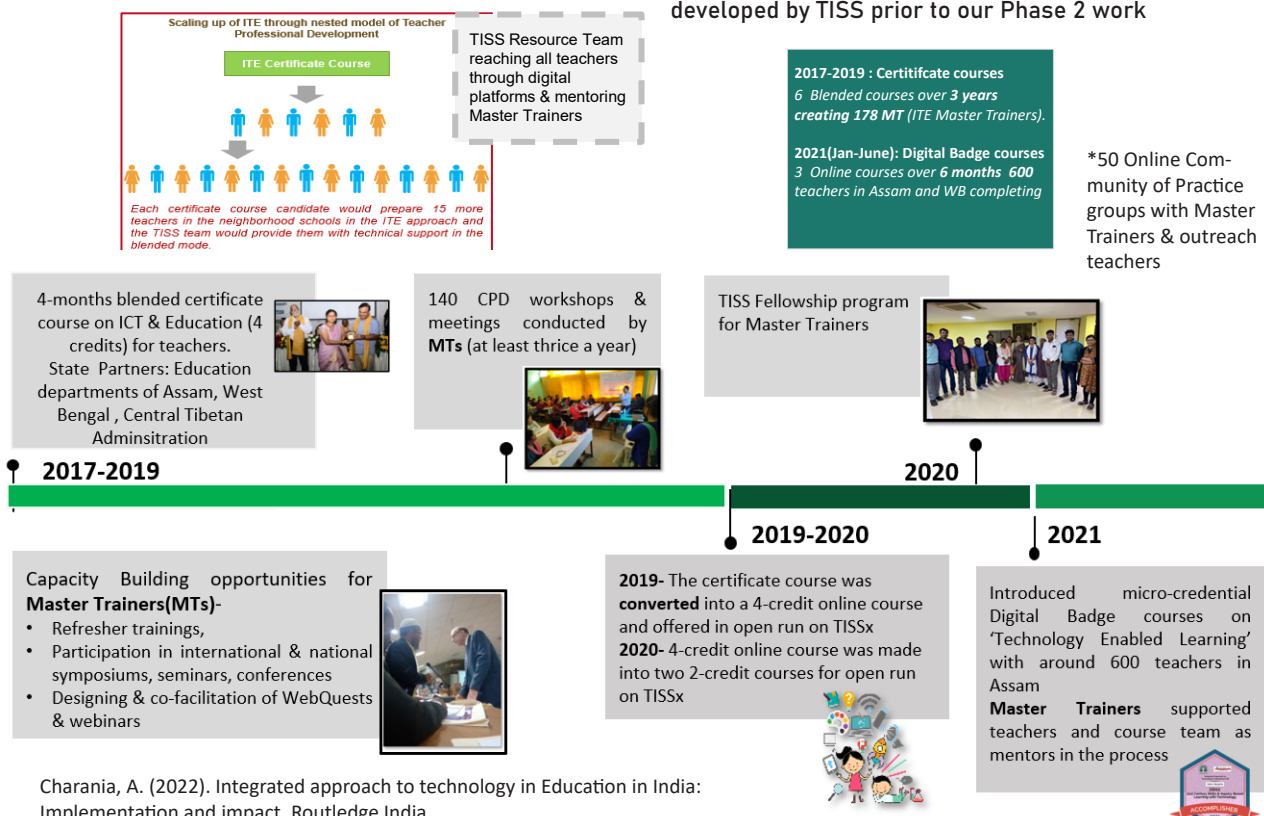 developed by TISS prior to our Phase 2 work
Scaling up of ITE through nested model of Teacher
Professional Development
ITE Certificate Course
Each certificate course candidate would prepare 15 more
teachers in the neighborhood schools in the ITE approach and
the TISS team would provide them with technical support in the
blended mode.
TISS Resource Team
reaching all teachers
through digital
platforms & mentoring
Master Trainers
2017-2019 : Certitifcate courses
6 Blended courses over 3 years
creating 178 MT (ITE Master Trainers).
2021(Jan-June): Digital Badge courses
3 Online courses over 6 months 600
teachers in Assam and WB completing
*50 Online Com-
munity of Practice
groups with Master
Trainers & outreach
teachers
4-months blended certificate
course on ICT & Education (4
credits) for teachers.
State Partners: Education
departments of Assam, West
Bengal , Central Tibetan
Adminsitration
140 CPD workshops &
meetings conducted by
MTs (at least thrice a year)
TISS Fellowship program
for Master Trainers
2017-2019
2020
2019-2020
2021
Capacity Building opportunities for
Master Trainers(MTs)-
• Refresher trainings,
• Participation in international & national
symposiums, seminars, conferences
• Designing & co-facilitation of WebQuests
& webinars
2019- The certificate course was
converted into a 4-credit online course
and offered in open run on TISSx
2020- 4-credit online course was made
into two 2-credit courses for open run
on TISSx
Introduced micro-credential
Digital Badge courses on
‘Technology Enabled Learning’
with around 600 teachers in
Assam
Master Trainers supported
teachers and course team as
mentors in the process
ACCOMPLISHER
Charania, A. (2022). Integrated approach to technology in Education in India:
Implementation and impact. Routledge India